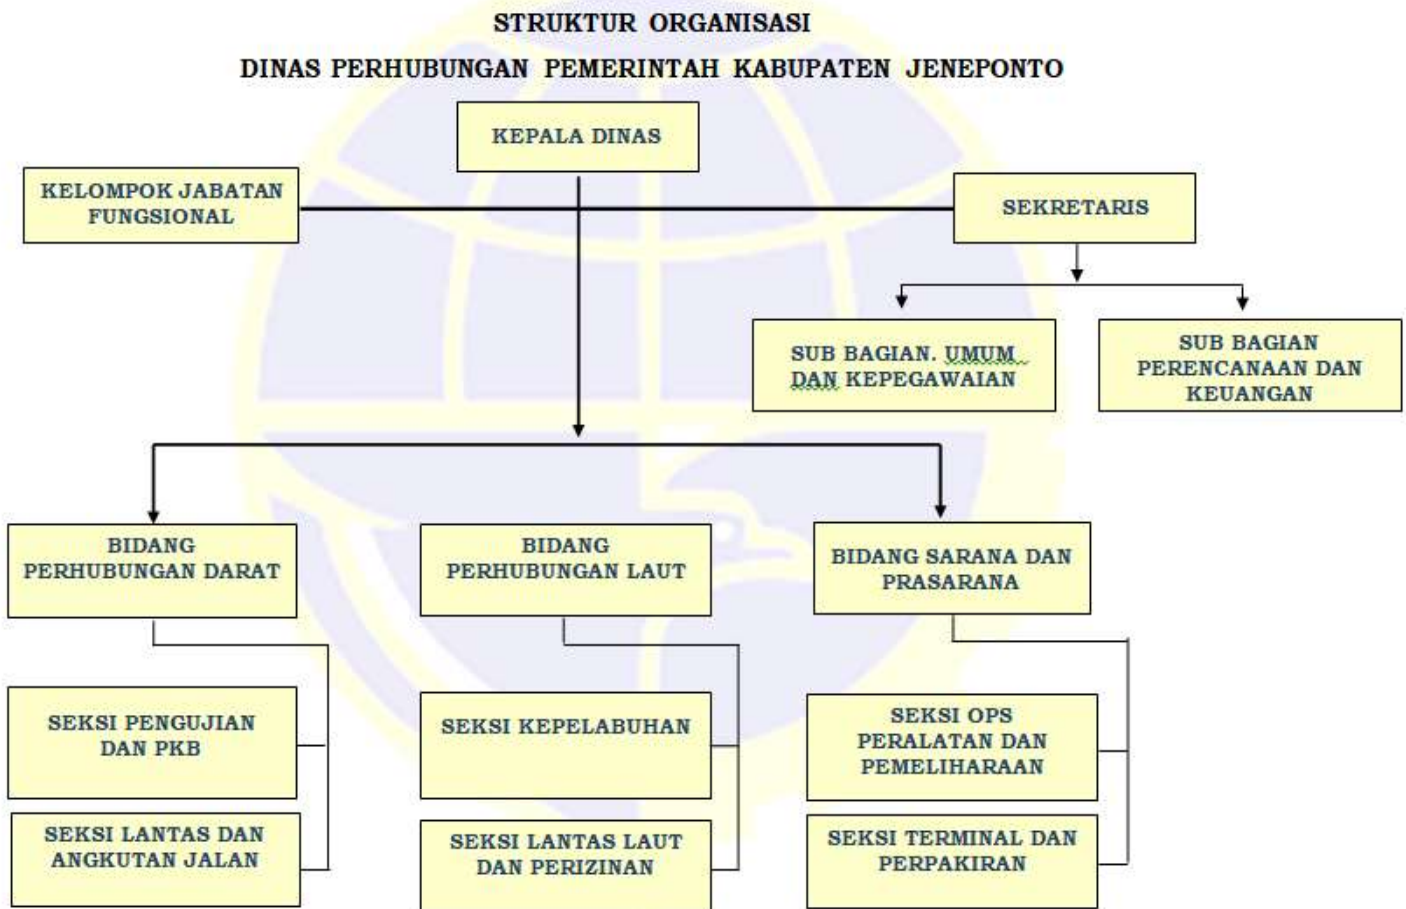 STRUKTUR ORGANISASI
DINAS PERHUBUNGAN PEMERINTAH KABUPATEN JENEPONTO
KEPALA DINAS
KELOMPOK JABATAN
FUNGSIONAL
SEKRETARIS
SUB BAGIAN. UMUM
DAN KEPEGAWAIAN
SUB BAGIAN
PERENCANAAN DAN
KEUANGAN
BIDANG
PERHUBUNGAN DARAT
BIDANG
PERHUBUNGAN LAUT
BIDANG SARANA DAN
PRASARANA
SEKSI PENGUJIAN
DAN PKB
SEKSI KEPELABUHAN
SEKSI OPS
PERALATAN DAN
PEMELIHARAAN
SEKSI LANTAS DAN
ANGKUTAN JALAN
SEKSI LANTAS LAUT
DAN PERIZINAN
SEKSI TERMINAL DAN
PERPAKIRAN